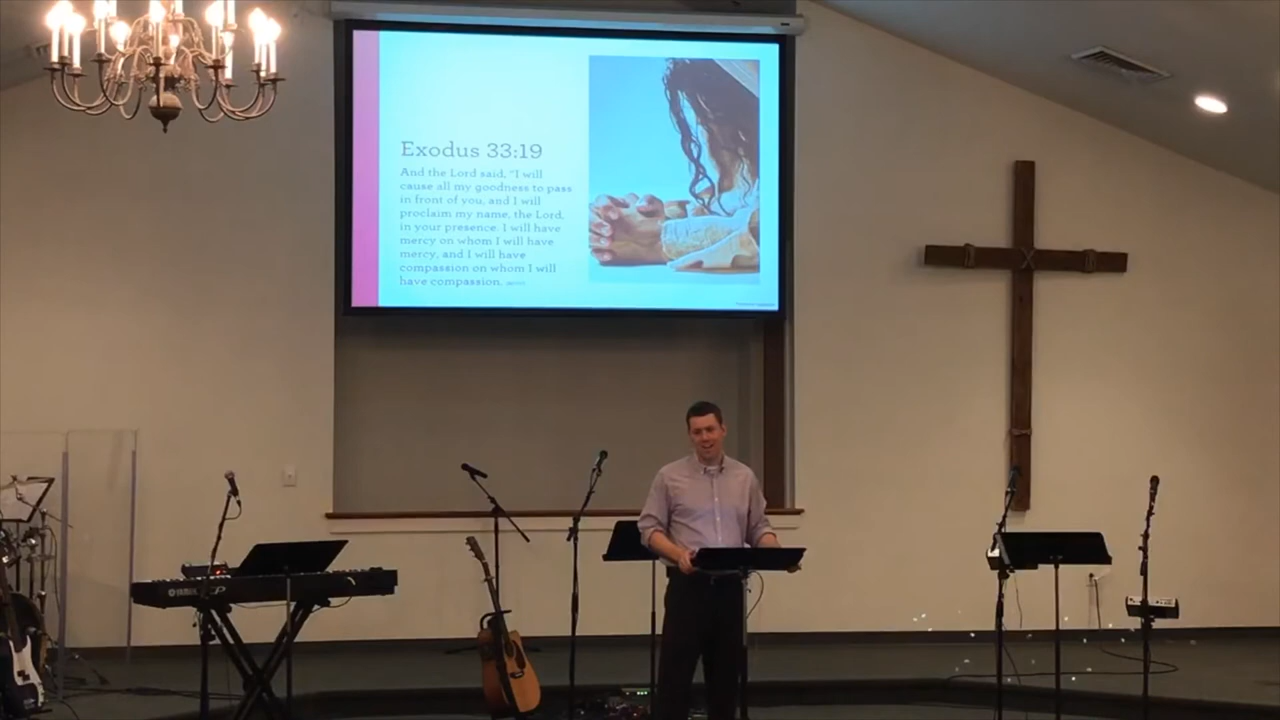 Exodus 33:19
And the Lord said, "I will
cause all my goodness to pass
in front of you, and I will
proclaim my name, the Lord,
in your presence. I will have
mercy on whom I will have
mercy, and I will have
compassion on whom I will
have compassion.
YAMAHA CP